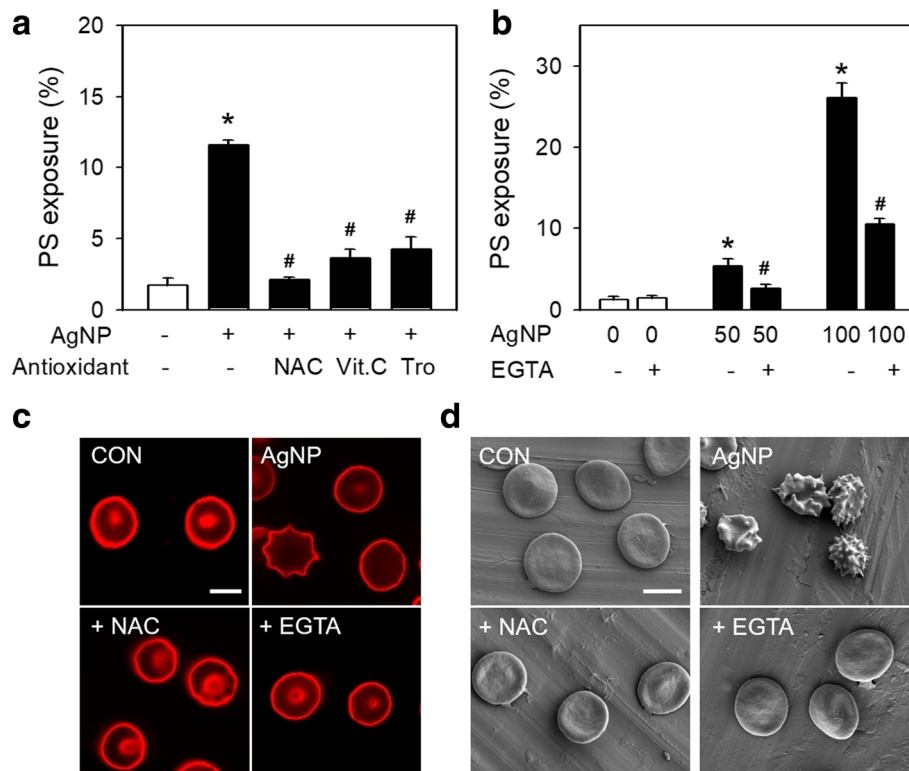 a
20
15
10
5
0
PS exposure (%)
*
#
#
#
AgNP - + + + +
Antioxidant - - NAC Vit.C Tro
b
30
20
10
0
PS exposure (%)
*
#
*
#
AgNP 0 0 50 50 100 100
EGTA - + - + - +
c
CON
AgNP
+ NAC
+ EGTA
d
CON
AgNP
+ NAC
+ EGTA